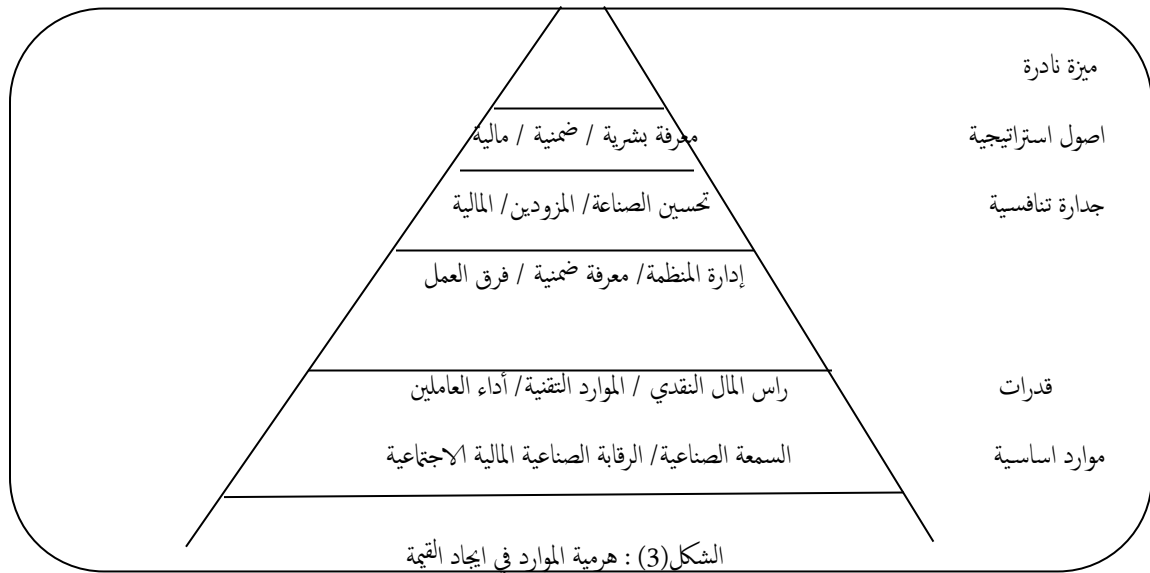 ميزة نادرة
اصول استراتيجية
معرفة بشرية / ضمنية / مالية
جدارة تنافسية
تحسين الصناعة/ المزودين/ المالية
إدارة المنظمة/ معرفة ضمنية / فرق العمل
قدرات
راس المال النقدي / الموارد التقنية/ أداء العاملين
موارد اساسية
السمعة الصناعية/ الرقابة الصناعية المالية الاجتماعية
الشكل(3) : هرمية الموارد في ايجاد القيمة